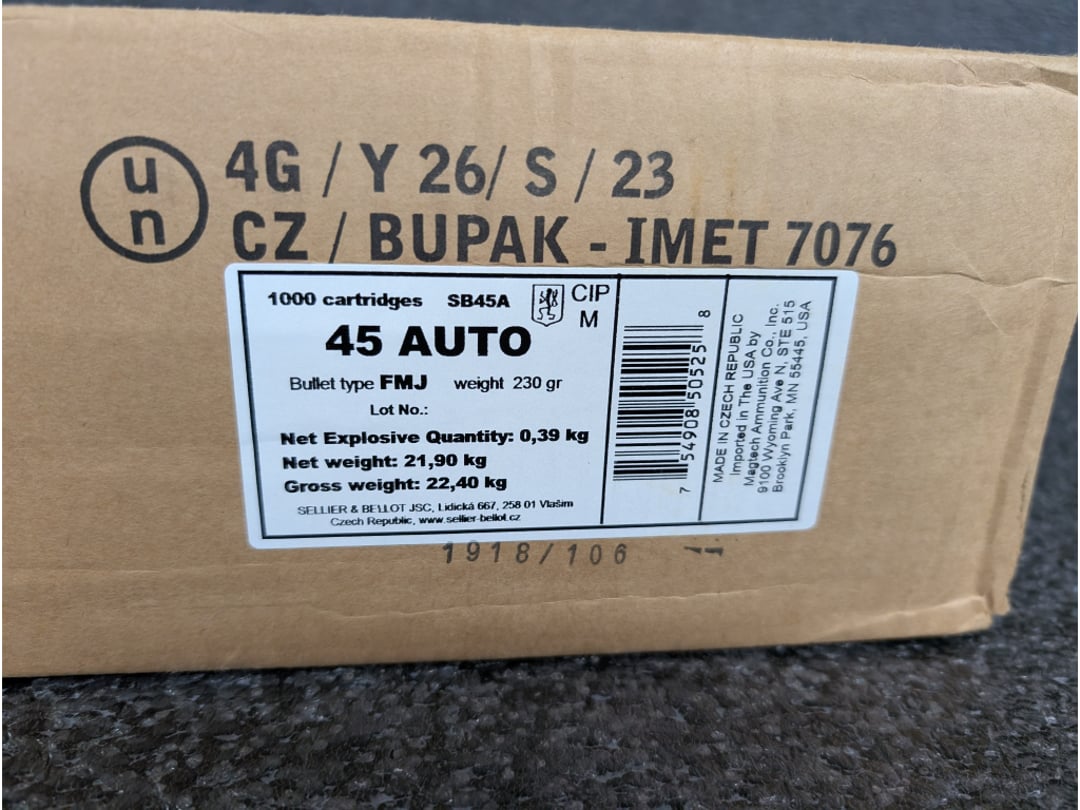 un
4G / Y 26/ S / 23
CZ / BUPAK - IMET 7076
1000 cartridges SB45A CIP
M
45 AUTO
Bullet type FMJ weight 230 gr
Lot No.:
Net Explosive Quantity: 0,39 kg
Net weight: 21,90 kg
Gross weight: 22,40 kg
SELLIER & BELLOT JSC, Lidická 667, 258 01 Vlašim
Czech Republic, www.sellier-bellot.cz
7 54908 50525 8
MADE IN CZECH REPUBLIC
Imported in The USA by
Magtech Ammunition Co., Inc.
9100 Wyoming Ave N, STE 515
Brooklyn Park, MN 55445, USA
1918/106